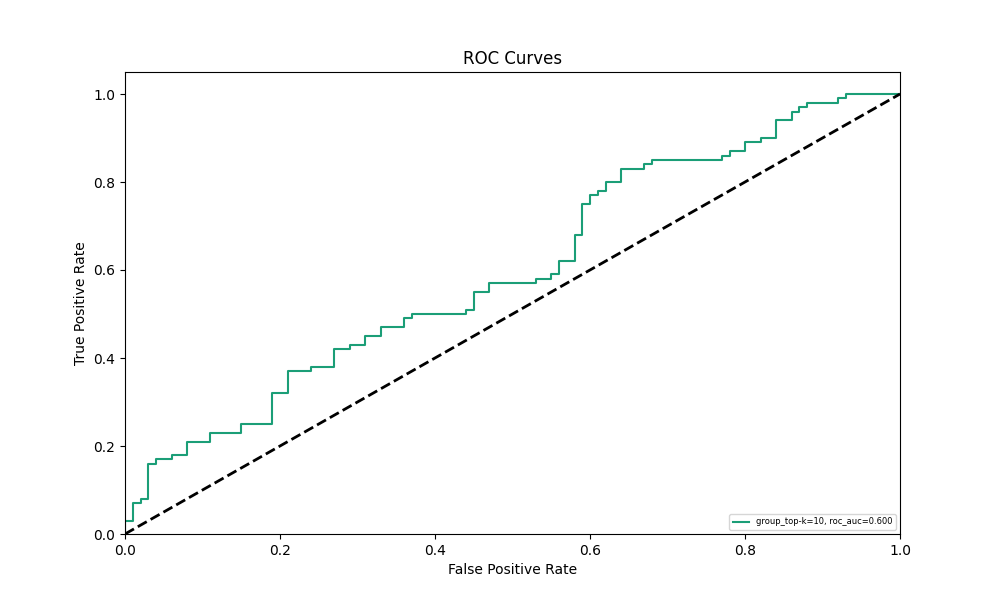 ROC Curves
True Positive Rate
1.0
0.8
0.6
0.4
0.2
0.0
group_top-k=10, roc_auc=0.600
0.0 0.2 0.4 0.6 0.8 1.0
False Positive Rate